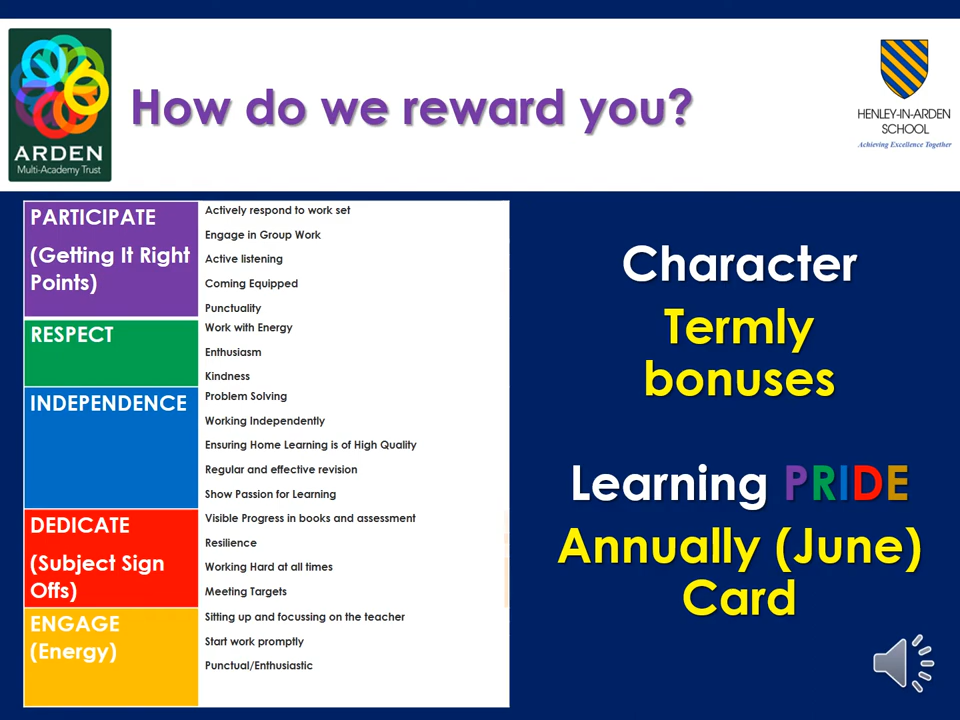 ARDEN
Multi-Academy Trust
How do we reward you?
HENLEY-IN-ARDEN
SCHOOL
Achieving Excellence Together
PARTICIPATE
(Getting It Right
Points)
Actively respond to work set
Engage in Group Work
Active listening
Coming Equipped
Punctuality
RESPECT
Work with Energy
Enthusiasm
Kindness
INDEPENDENCE
Problem Solving
Working Independently
Ensuring Home Learning is of High Quality
Regular and effective revision
Show Passion for Learning
DEDICATE
(Subject Sign
Offs)
Visible Progress in books and assessment
Resilience
Working Hard at all times
Meeting Targets
ENGAGE
(Energy)
Sitting up and focussing on the teacher
Start work promptly
Punctual/Enthusiastic
Character
Termly
bonuses
Learning PRIDE
Annually (June)
Card